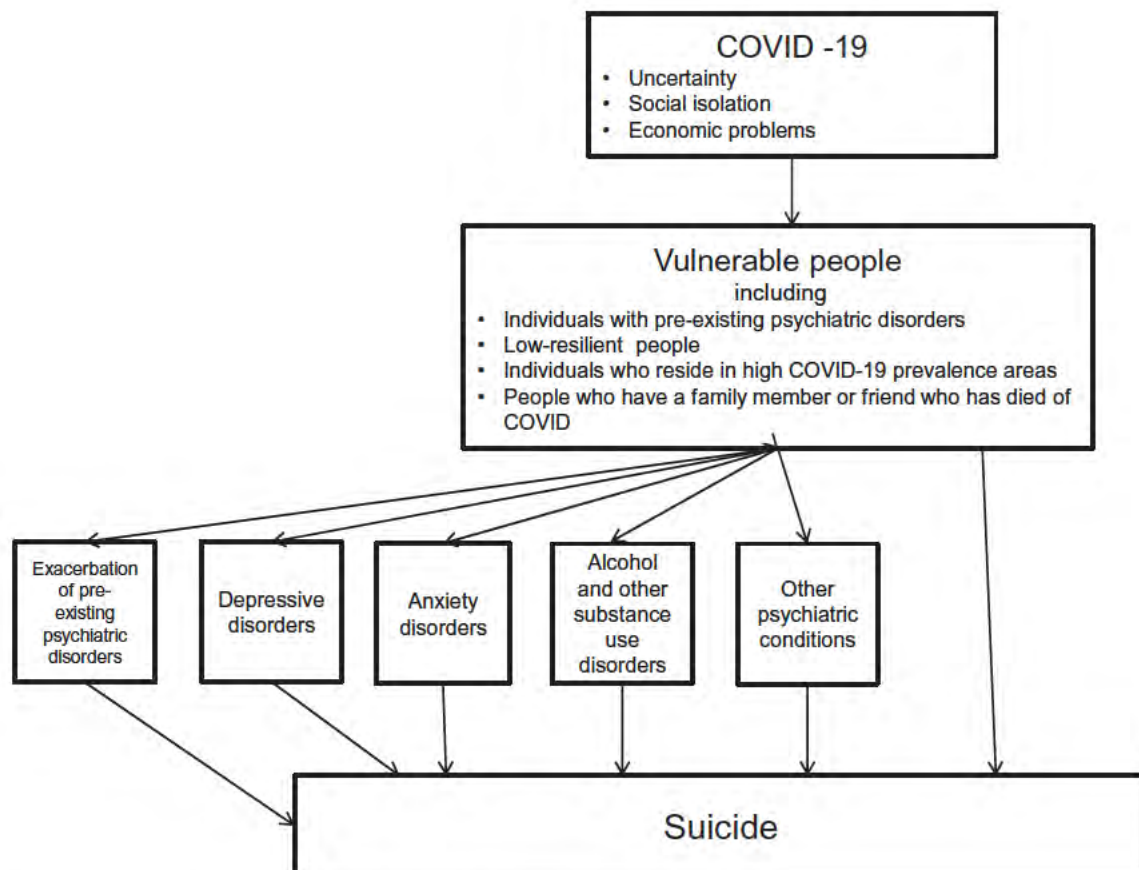 COVID -19
• Uncertainty
• Social isolation
• Economic problems
Vulnerable people
including
• Individuals with pre-existing psychiatric disorders
• Low-resilient people
• Individuals who reside in high COVID-19 prevalence areas
• People who have a family member or friend who has died of
COVID
Exacerbation
of pre-
existing
psychiatric
disorders
Depressive
disorders
Anxiety
disorders
Alcohol
and other
substance
use
disorders
Other
psychiatric
conditions
Suicide